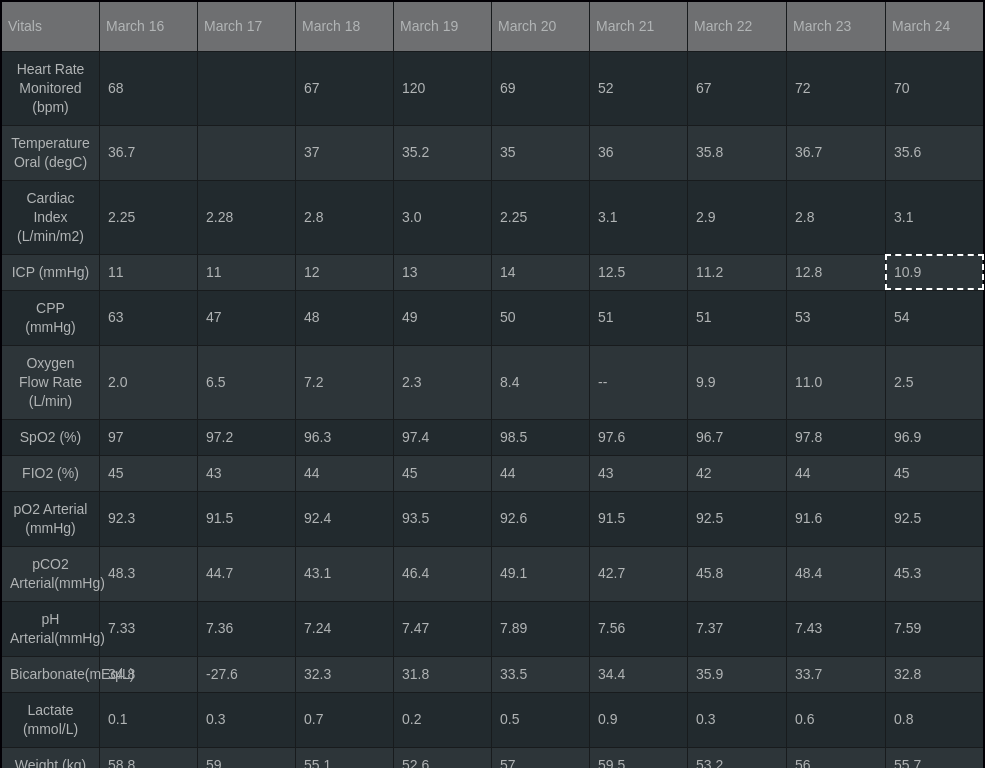 Vitals March 16 March 17 March 18 March 19 March 20 March 21 March 22 March 23 March 24
Heart Rate
Monitored
(bpm)
68 67 120 69 52 67 72 70
Temperature
Oral (degC)
36.7 37 35.2 35 36 35.8 36.7 35.6
Cardiac
Index
(L/min/m2)
2.25 2.28 2.8 3.0 2.25 3.1 2.9 2.8 3.1
ICP (mmHg) 11 11 12 13 14 12.5 11.2 12.8 10.9
CPP
(mmHg)
63 47 48 49 50 51 51 53 54
Oxygen
Flow Rate
(L/min)
2.0 6.5 7.2 2.3 8.4 -- 9.9 11.0 2.5
SpO2 (%) 97 97.2 96.3 97.4 98.5 97.6 96.7 97.8 96.9
FIO2 (%) 45 43 44 45 44 43 42 44 45
pO2 Arterial
(mmHg)
92.3 91.5 92.4 93.5 92.6 91.5 92.5 91.6 92.5
pCO2
Arterial(mmHg)
48.3 44.7 43.1 46.4 49.1 42.7 45.8 48.4 45.3
pH
Arterial(mmHg)
7.33 7.36 7.24 7.47 7.89 7.56 7.37 7.43 7.59
Bicarbonate(mEq/L) -27.6 32.3 31.8 33.5 34.4 35.9 33.7 32.8
Lactate
(mmol/L)
0.1 0.3 0.7 0.2 0.5 0.9 0.3 0.6 0.8
Weight (kg) 58.8 59 55.1 52.6 57 59.5 53.2 56 55.7